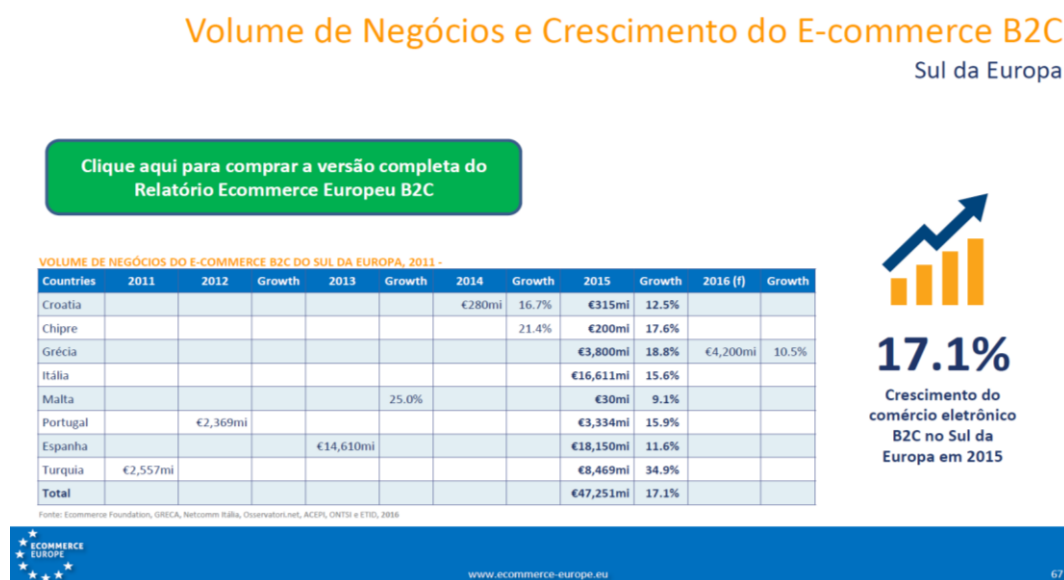 Volume de Negócios e Crescimento do E-commerce B2C
Sul da Europa
Clique aqui para comprar a versão completa do
Relatório Ecommerce Europeu B2C
VOLUME DE NEGÓCIOS DO E-COMMERCE B2C DO SUL DA EUROPA, 2011 -
Countries 2011 2012 Growth 2013 Growth 2014 Growth 2015 Growth 2016 (f) Growth
Croatia €280mi 16.7% €315mi 12.5%
Chipre 21.4% €200mi 17.6%
Grécia €3,800mi 18.8% €4,200mi 10.5%
Itália €16,611mi 15.6%
Malta 25.0% €30mi 9.1%
Portugal €2,369mi €3,334mi 15.9%
Espanha €14,610mi €18,150mi 11.6%
Turquia €2,557mi €8,469mi 34.9%
Total €47,251mi 17.1%
17.1%
Crescimento do
comércio eletrônico
B2C no Sul da
Europa em 2015
Fonte: Ecommerce Foundation, GRECA, Netcomm Itália, Osservatori.net, ACEPI, ONTSI e ETID, 2016
ECOMMERCE
EUROPE
www.ecommerce-europe.eu
67